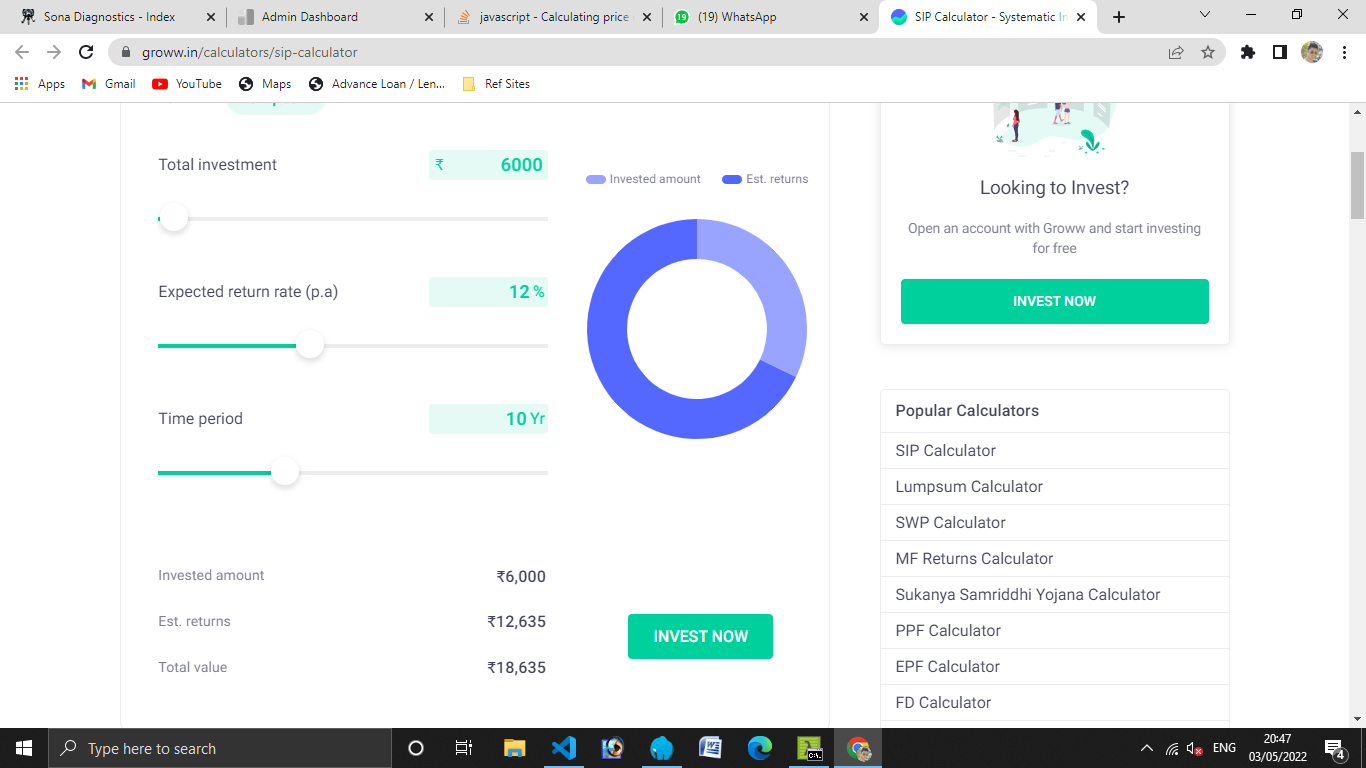 Sona Diagnostics - Index
Admin Dashboard
javascript - Calculating price
(19) WhatsApp
SIP Calculator - Systematic In
groww.in/calculators/sip-calculator
Apps
Gmail
YouTube
Maps
Advance Loan / Len...
Ref Sites
Total investment
₹ 6000
Expected return rate (p.a)
12 %
Time period
10 Yr
Invested amount ₹6,000
Est. returns ₹12,635
Total value ₹18,635
Invested amount Est. returns
INVEST NOW
Looking to Invest?
Open an account with Groww and start investing
for free
INVEST NOW
Popular Calculators
SIP Calculator
Lumpsum Calculator
SWP Calculator
MF Returns Calculator
Sukanya Samriddhi Yojana Calculator
PPF Calculator
EPF Calculator
FD Calculator
Type here to search
ENG
20:47
03/05/2022
4